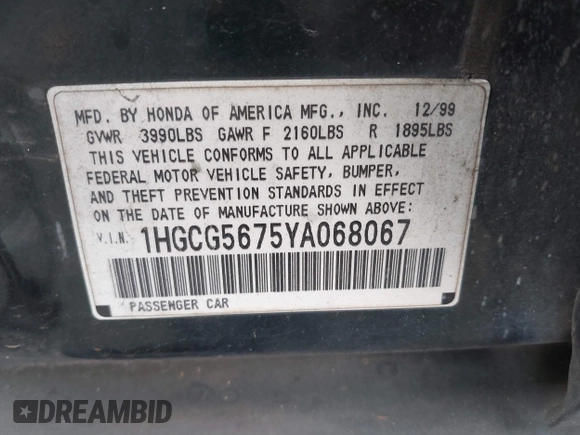 MFD. BY HONDA OF AMERICA MFG., INC. 12/99
GVWR 3990LBS GAWR F 2160LBS R 1895LBS
THIS VEHICLE CONFORMS TO ALL APPLICABLE
FEDERAL MOTOR VEHICLE SAFETY, BUMPER,
AND THEFT PREVENTION STANDARDS IN EFFECT
ON THE DATE OF MANUFACTURE SHOWN ABOVE:
V.I.N. 1HGCG5675YA068067
PASSENGER CAR
DREAMBID